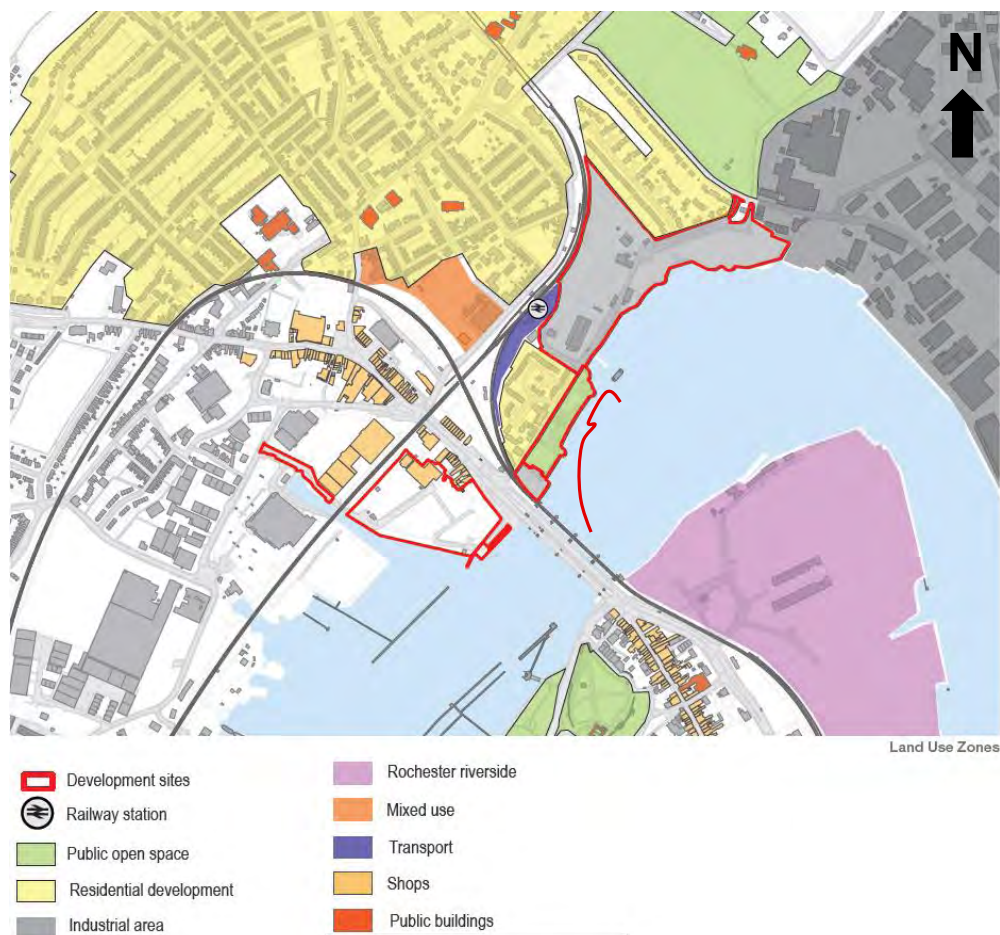 N
Land Use Zones
Development sites
Railway station
Public open space
Residential development
Industrial area
Rochester riverside
Mixed use
Transport
Shops
Public buildings